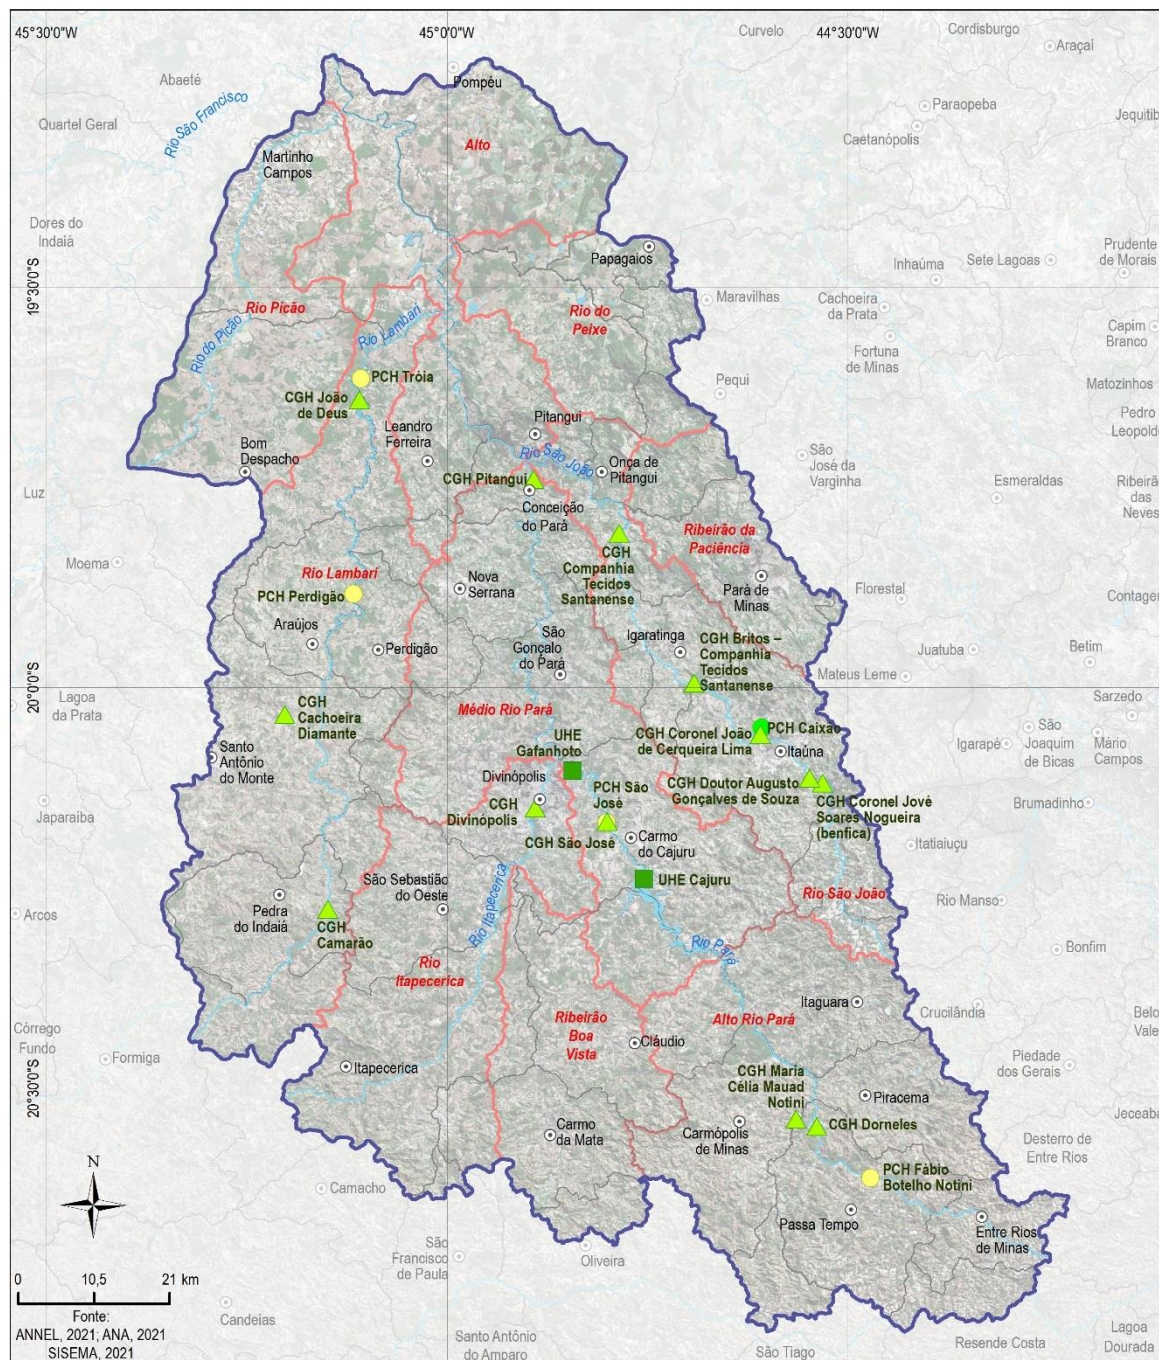 45°30'0"W
45°0'0"W
44°30'0"W
Curvelo
Cordisburgo
Araçaí
Abaeté
Pompéu
Rio São Francisco
Quartel Geral
Paraopeba
Jequitib
Caetanópolis
Martinho
Campos
Alto
Dores do
Indaiá
Papagaios
Prudente
de Morais
Inhaúma
Sete Lagoas
19°30'0"S
Rio Picão
Rio do
Peixe
Maravilhas
Cachoeira
da Prata
Capim
Branco
Rio do Picão
Rio Lambari
Fortuna
de Minas
PCH Tróia
Pequi
Matozinhos
CGH João
de Deus
Leandro
Ferreira
Pitangui
Pedro
Leopoldo
Bom
Despacho
Rio São João
Onça de
Pitangui
São
José da
Varginha
CGH Pitangui
Luz
Esmeraldas
Ribeirão
das
Neves
Conceição
do Pará
Ribeirão da
Paciência
Moema
CGH
Companhia
Tecidos
Santanense
Rio Lambarí
Nova
Serrana
Pará de
Minas
Florestal
PCH Perdigão
Contagem
Araújos
Perdigão
São
Gonçalo
do Pará
Igaratinga
CGH Britos –
Companhia
Tecidos
Santanense
Juatuba
Betim
20°0'0"S
Lagoa
da Prata
Mateus Leme
Sarzedo
CGH
Cachoeira
Diamante
Médio Rio Pará
PCH Caixão
CGH Coronel João
de Cerqueira Lima
Itaúna
Igarapé
São
Joaquim
de Bicas
Mário
Campos
Santo
Antônio
do Monte
UHE
Gafanhoto
Divinópolis
PCH São
José
CGH Doutor Augusto
Gonçalves de Souza
CGH Coronel Jové
Soares Nogueira
(benfica)
Japaraiba
CGH
Divinópolis
Brumadinho
CGH São José
Carmo
do Cajuru
Itatiaiuçu
UHE Cajuru
São Sebastião
do Oeste
Rio Itapecerica
Rio São João
Rio Manso
Arcos
Pedra
do Indaiá
CGH
Camarão
Rio Pará
Bonfim
Rio
Itapecerica
Itaguara
Crucilândia
Belo
Vale
Córrego
Fundo
Formiga
Ribeirão
Boa
Vista
Alto Rio Pará
Cláudio
Piedade
dos Gerais
Itapecerica
CGH Maria
Célia Mauad
Notini
20°30'0"S
Piracema
Jeceaba
Carmo
da Mata
Carmópolis
de Minas
CGH Dorneles
Desterro de
Entre Rios
PCH Fábio
Botelho Notini
N
Camacho
Passa Tempo
Entre Rios
de Minas
São
Francisco
de Paula
Oliveira
0 10,5 21 km
Fonte:
ANNEL, 2021; ANA, 2021
SISEMA, 2021
Candeias
Santo Antônio
do Amparo
São Tiago
Resende Costa
Lagoa
Dourada